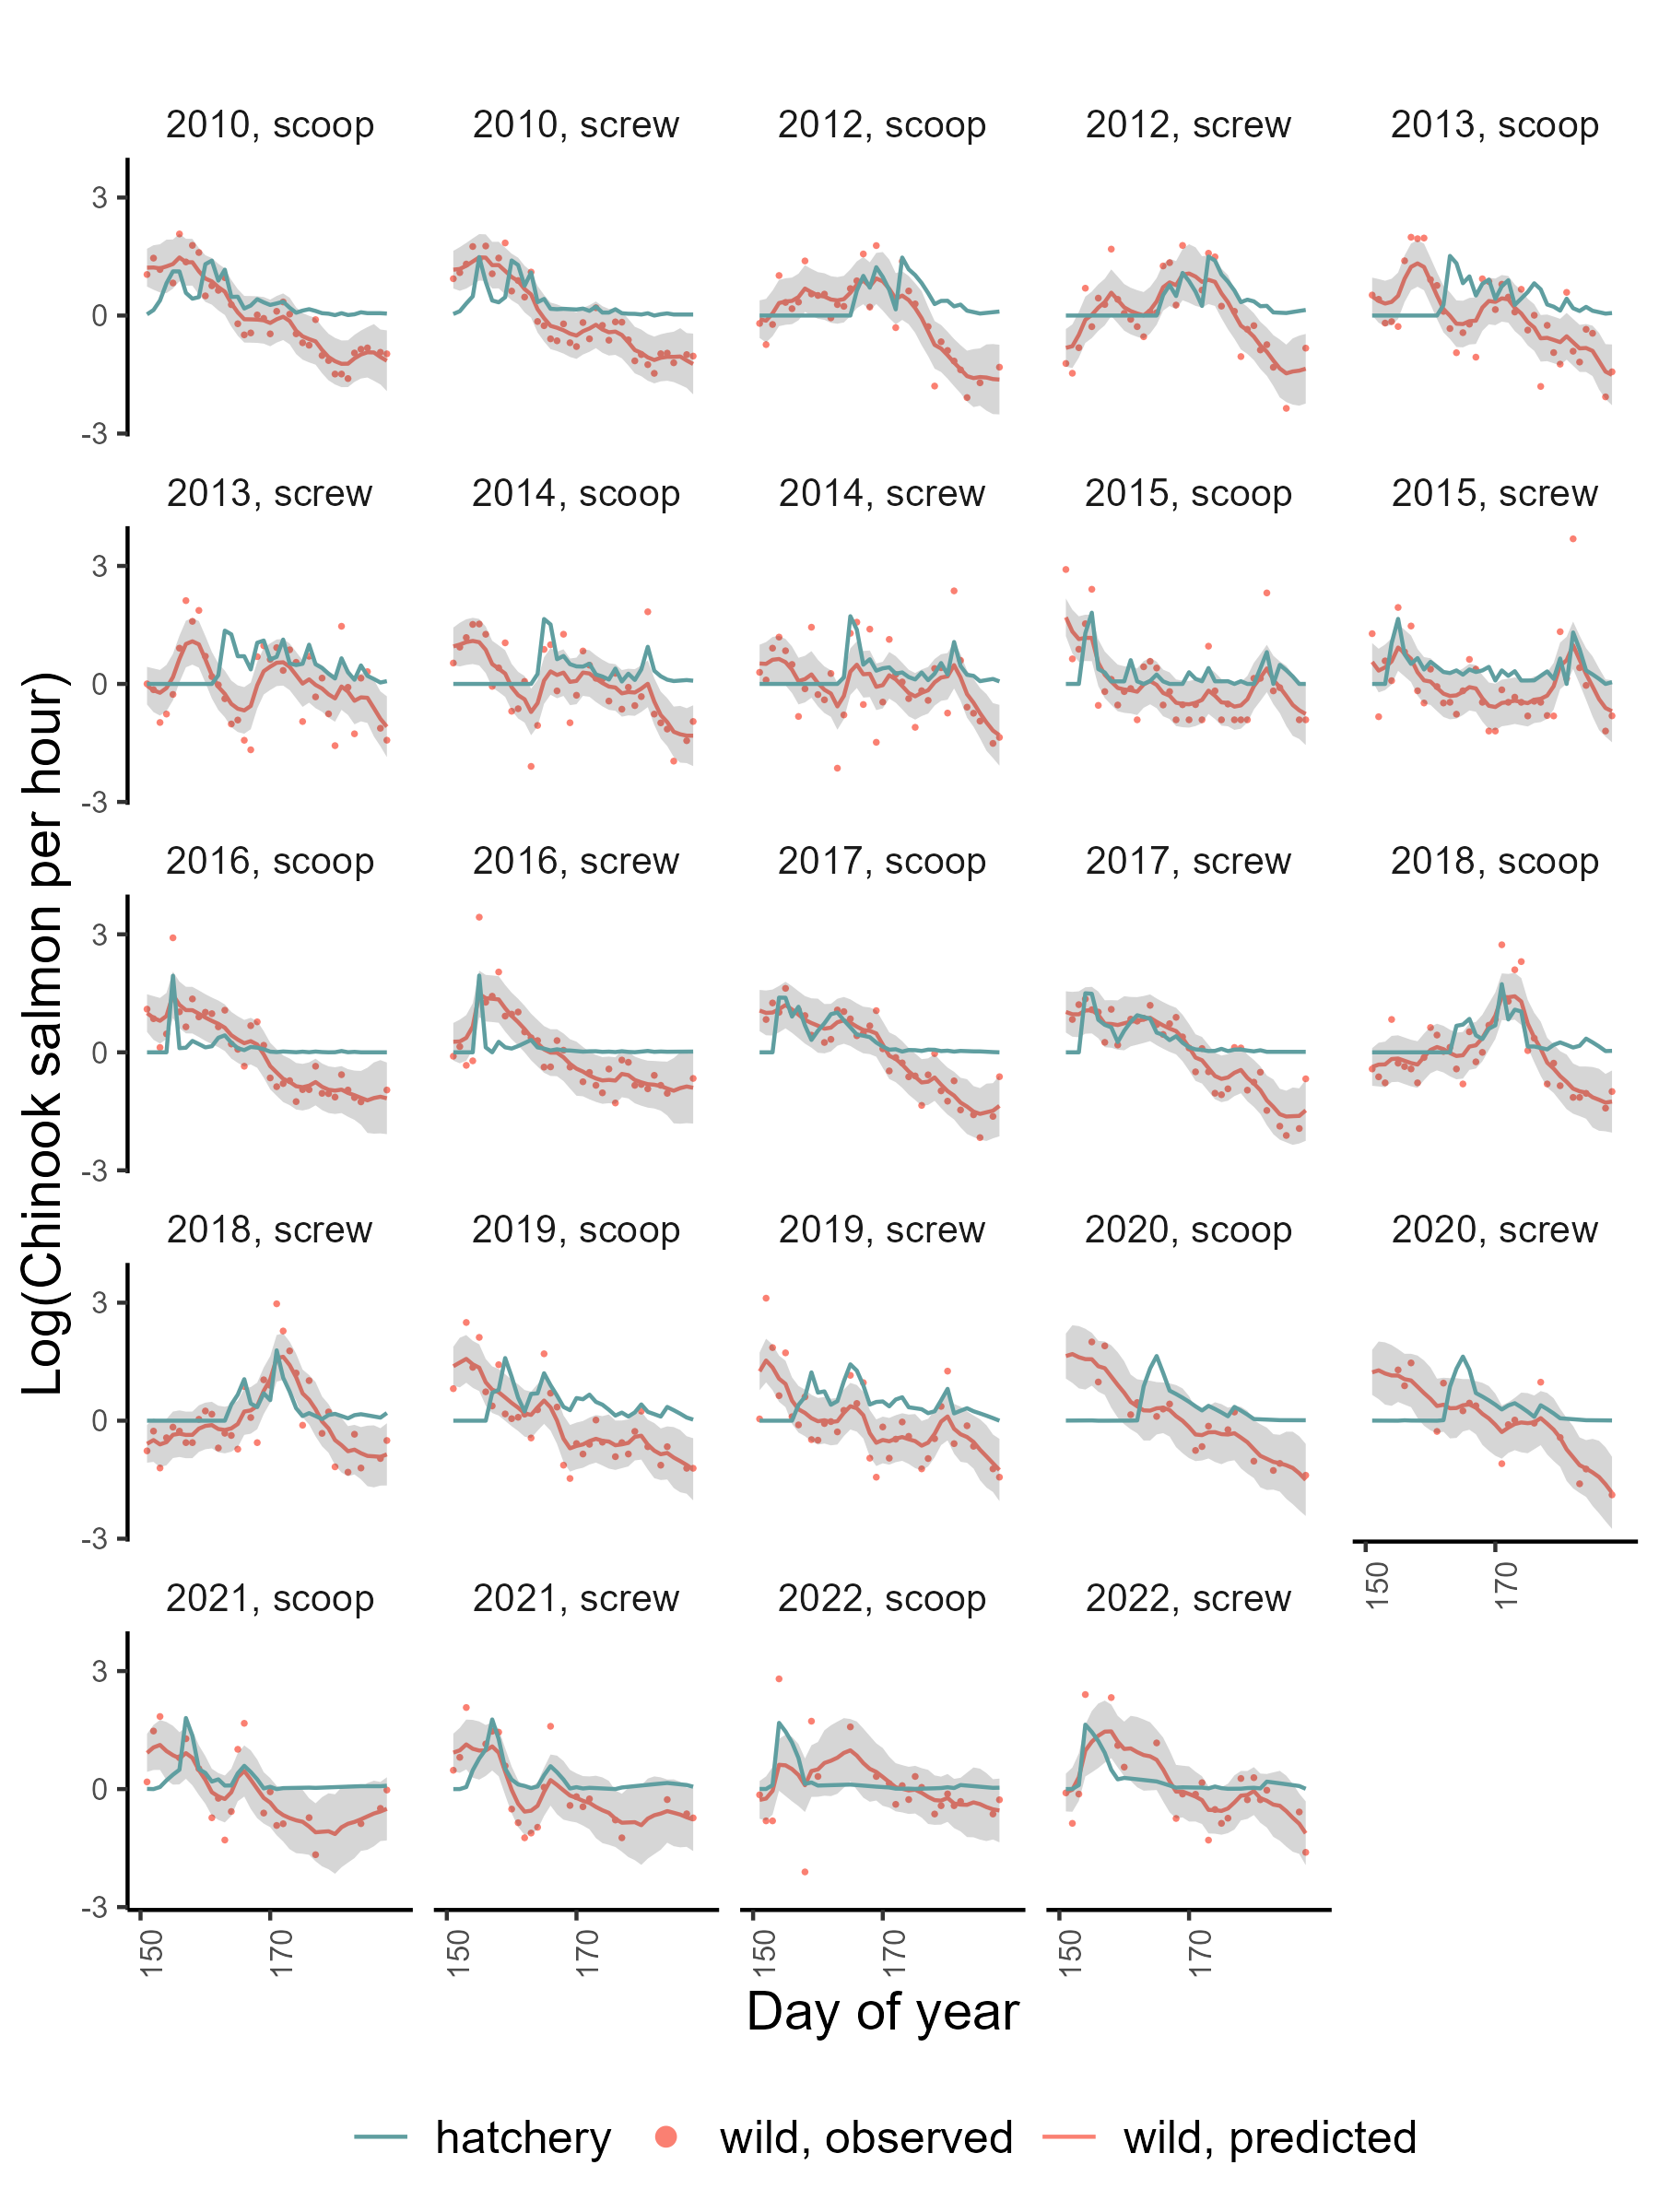 2010, scoop 2010, screw 2012, scoop 2012, screw 2013, scoop
3
0
-3
2013, screw 2014, scoop 2014, screw 2015, scoop 2015, screw
3
0
-3
2016, scoop 2016, screw 2017, scoop 2017, screw 2018, scoop
3
0
-3
2018, screw 2019, scoop 2019, screw 2020, scoop 2020, screw
3
0
-3
150 170
2021, scoop 2021, screw 2022, scoop 2022, screw
3
0
-3
150 170 150 170 150 170 150 170
Log(Chinook salmon per hour)
Day of year
hatchery wild, observed wild, predicted